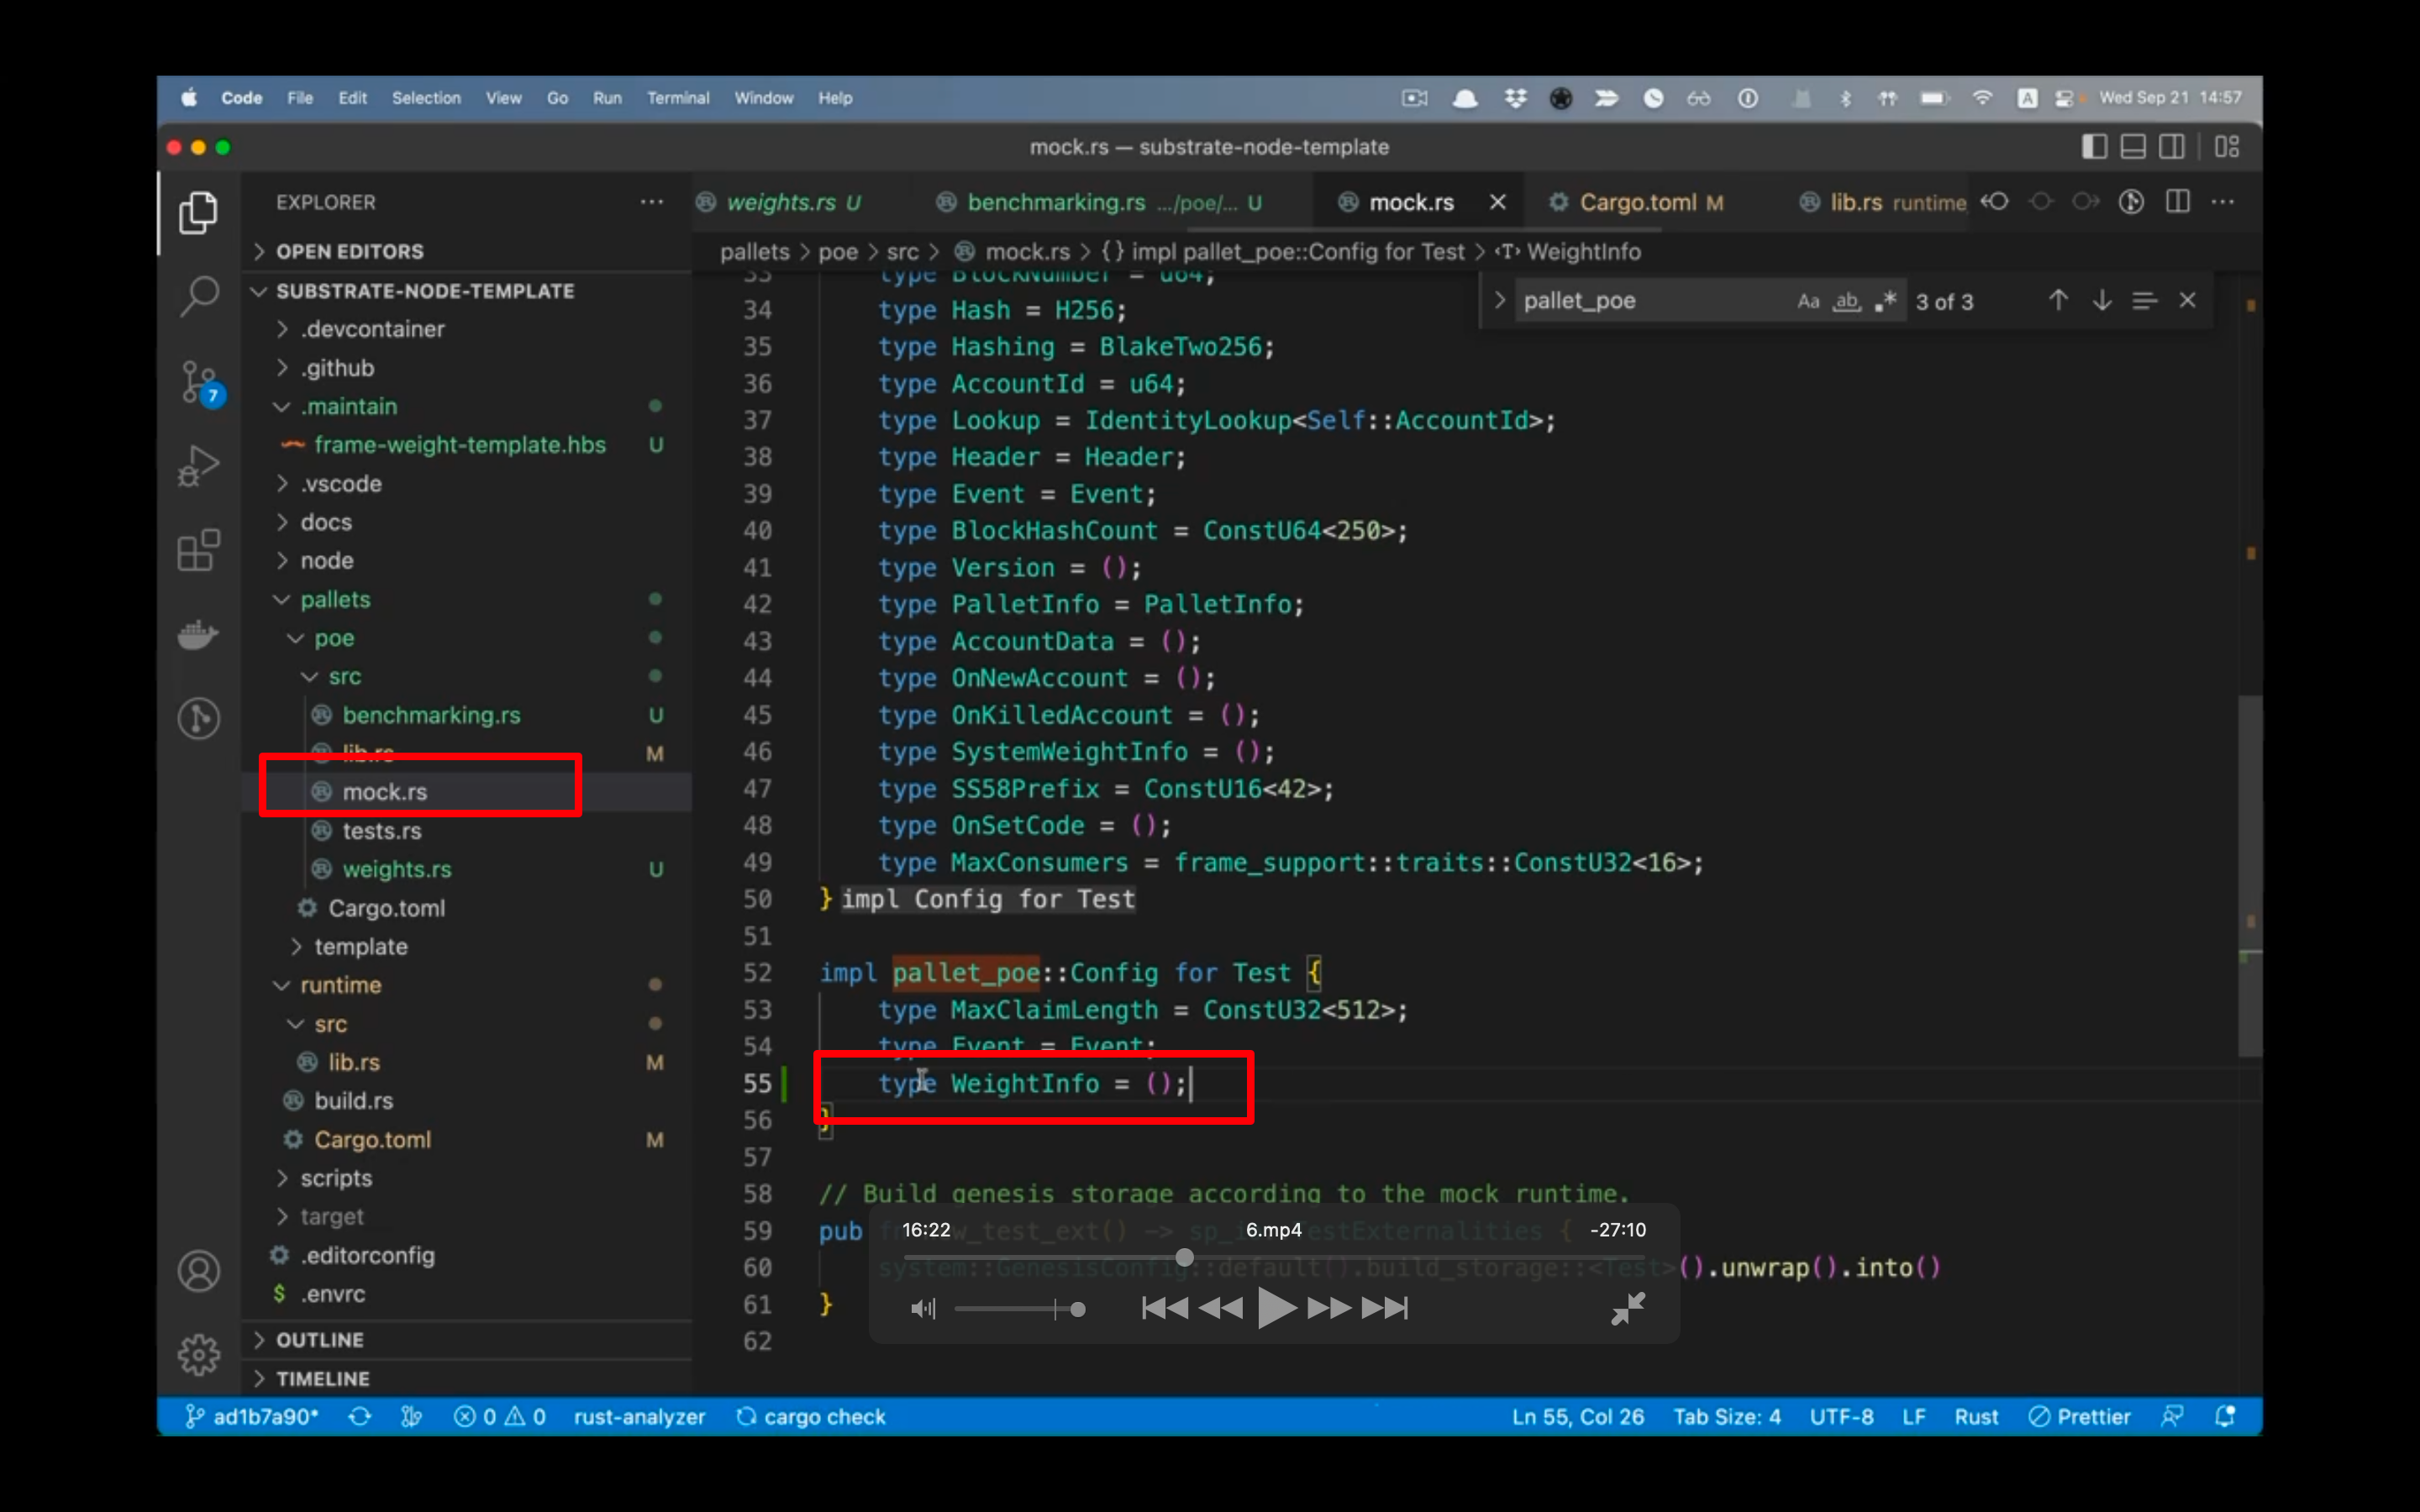 Code File Edit Selection View Go Run Terminal Window Help
A Wed Sep 21 14:57
mock.rs — substrate-node-template
EXPLORER ···
weights.rs U benchmarking.rs .../poe/... U mock.rs Cargo.toml M lib.rs runtime
OPEN EDITORS
pallets > poe > src > mock.rs > {} impl pallet_poe::Config for Test > WeightInfo
pallet_poe Aa ab 3 of 3
SUBSTRATE-NODE-TEMPLATE
.devcontainer
.github
.maintain
frame-weight-template.hbs U
.vscode
docs
node
pallets
poe
src
benchmarking.rs U
lib.rs M
mock.rs
tests.rs
weights.rs U
Cargo.toml
template
runtime
src
lib.rs M
build.rs
Cargo.toml M
scripts
target
.editorconfig
$ .envrc
OUTLINE
TIMELINE
7
33 type BlockNumber = u64;
34 type Hash = H256;
35 type Hashing = BlakeTwo256;
36 type AccountId = u64;
37 type Lookup = IdentityLookup<Self::AccountId>;
38 type Header = Header;
39 type Event = Event;
40 type BlockHashCount = ConstU64<250>;
41 type Version = ();
42 type PalletInfo = PalletInfo;
43 type AccountData = ();
44 type OnNewAccount = ();
45 type OnKilledAccount = ();
46 type SystemWeightInfo = ();
47 type SS58Prefix = ConstU16<42>;
48 type OnSetCode = ();
49 type MaxConsumers = frame_support::traits::ConstU32<16>;
50 } impl Config for Test
51
52 impl pallet_poe::Config for Test {
53 type MaxClaimLength = ConstU32<512>;
54 type Event = Event;
55 type WeightInfo = ();
56 }
57
58 // Build genesis storage according to the mock runtime.
59 pub w_test_ext() -> sp_i TestExternalities {
60 system::GenesisConfig::default().build_storage::<Test>().unwrap().into()
61 }
62
16:22 6.mp4 -27:10
ad1b7a90* 0 0 rust-analyzer cargo check Ln 55, Col 26 Tab Size: 4 UTF-8 LF Rust Prettier